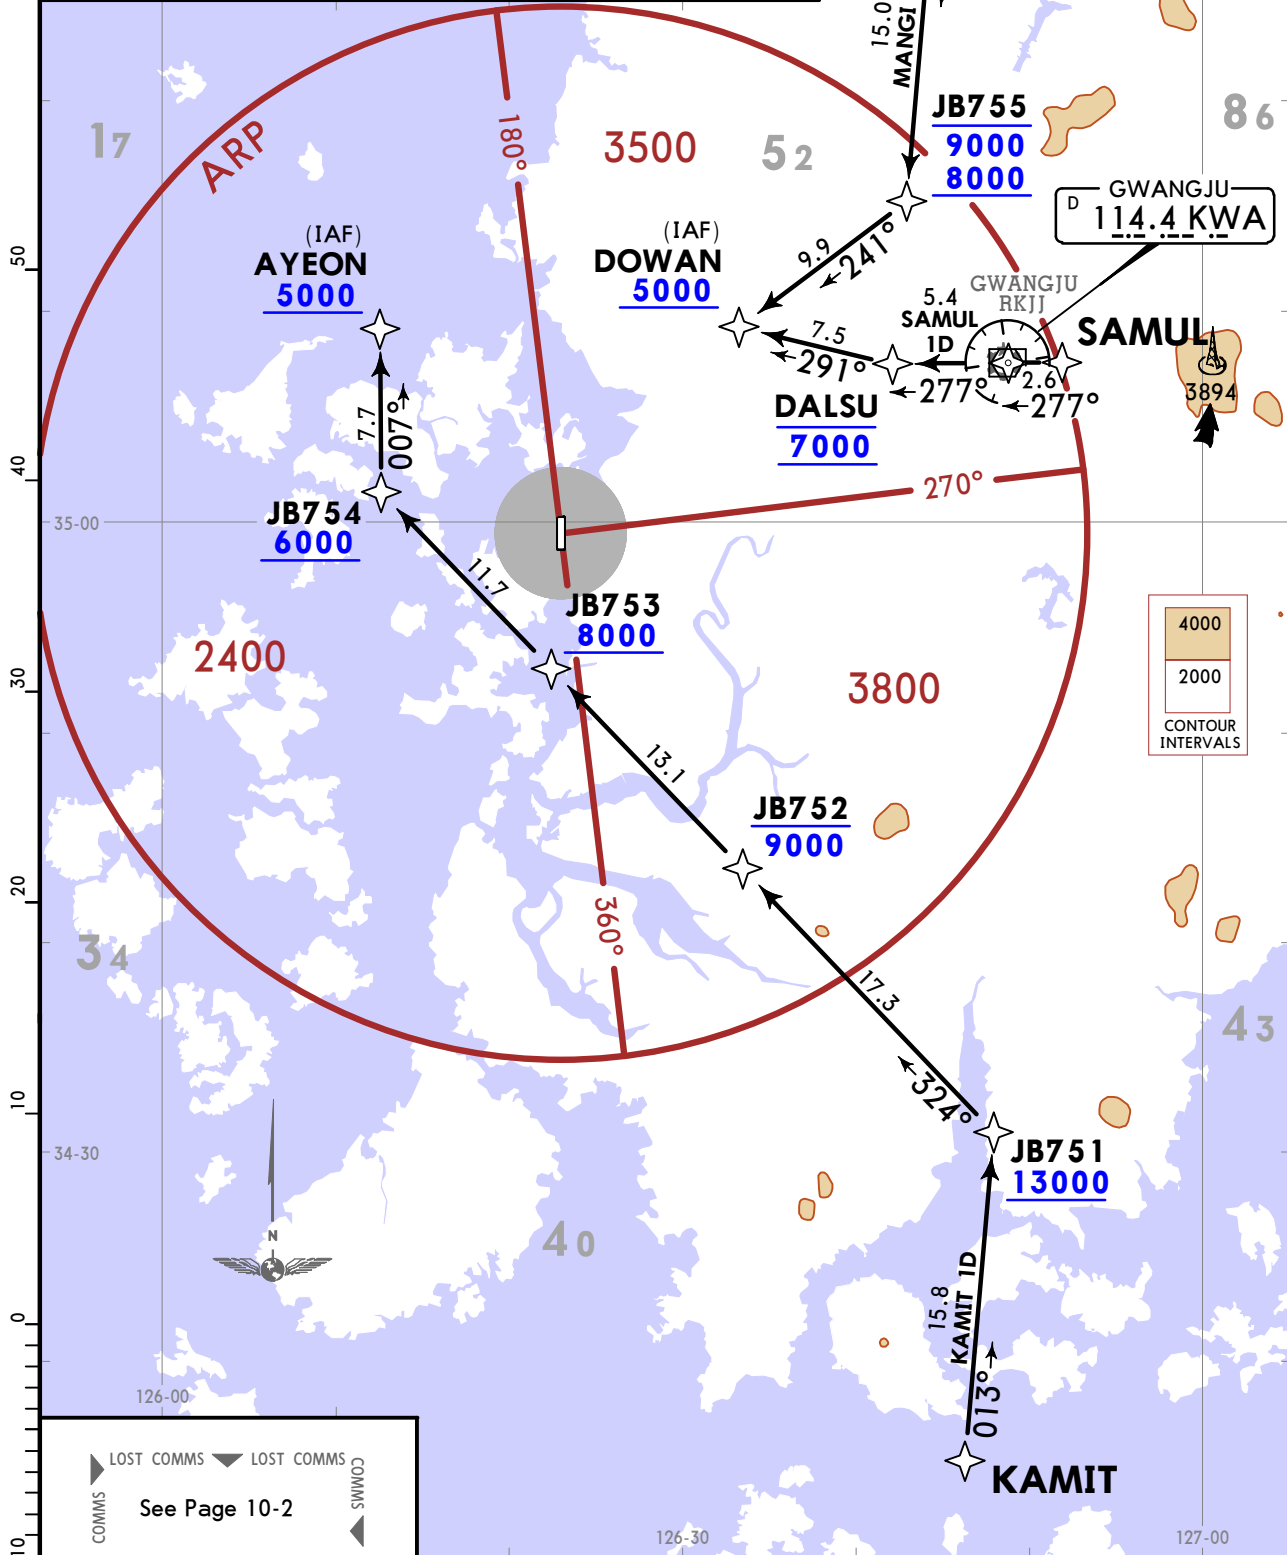 15.0
MANGI
JB755
9000
8000
17
ARP
180°
3500
52
86
GWANGJU
D 114.4 KWA
(IAF)
AYEON
5000
(IAF)
DOWAN
5000
9.9
241°
GWANGJU
RKJJ
5.4
SAMUL
1D
SAMUL
7.5
291°
277°
2.6
277°
3894
DALSU
7000
50
40
7.7
007°
270°
JB754
6000
35-00
11.7
JB753
8000
2400
3800
30
4000
2000
CONTOUR
INTERVALS
13.1
JB752
9000
20
360°
34
17.3
43
10
324°
34-30
JB751
13000
N
40
15.8
KAMIT 1D
013°
0
126-00
KAMIT
LOST COMMS
LOST COMMS
COMMS
COMMS
See Page 10-2
10
126-30
127-00